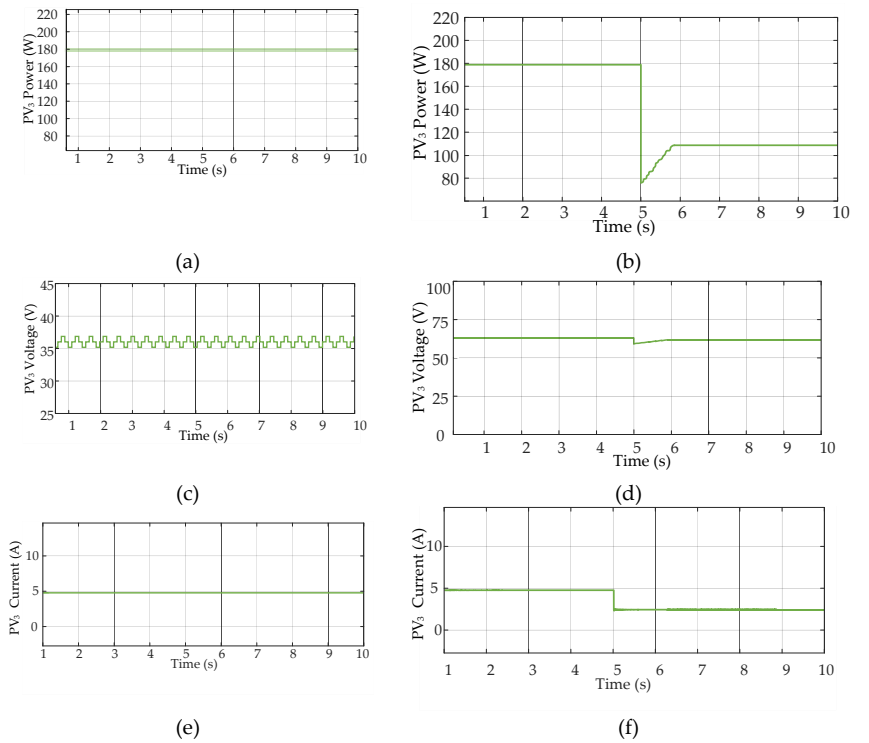 220
200
180
160
140
120
100
80
PV₃ Power (W)
1 2 3 4 5 6 7 8 9 10
Time (s)
(a)
220
200
180
160
140
120
100
80
PV₃ Power (W)
1 2 3 4 5 6 7 8 9 10
Time (s)
(b)
45
40
35
30
25
PV₃ Voltage (V)
1 2 3 4 5 6 7 8 9 10
Time (s)
(c)
100
75
50
25
0
PV₃ Voltage (V)
1 2 3 4 5 6 7 8 9 10
Time (s)
(d)
10
5
0
PV₃ Current (A)
1 2 3 4 5 6 7 8 9 10
Time (s)
(e)
10
5
0
PV₃ Current (A)
1 2 3 4 5 6 7 8 9 10
Time (s)
(f)